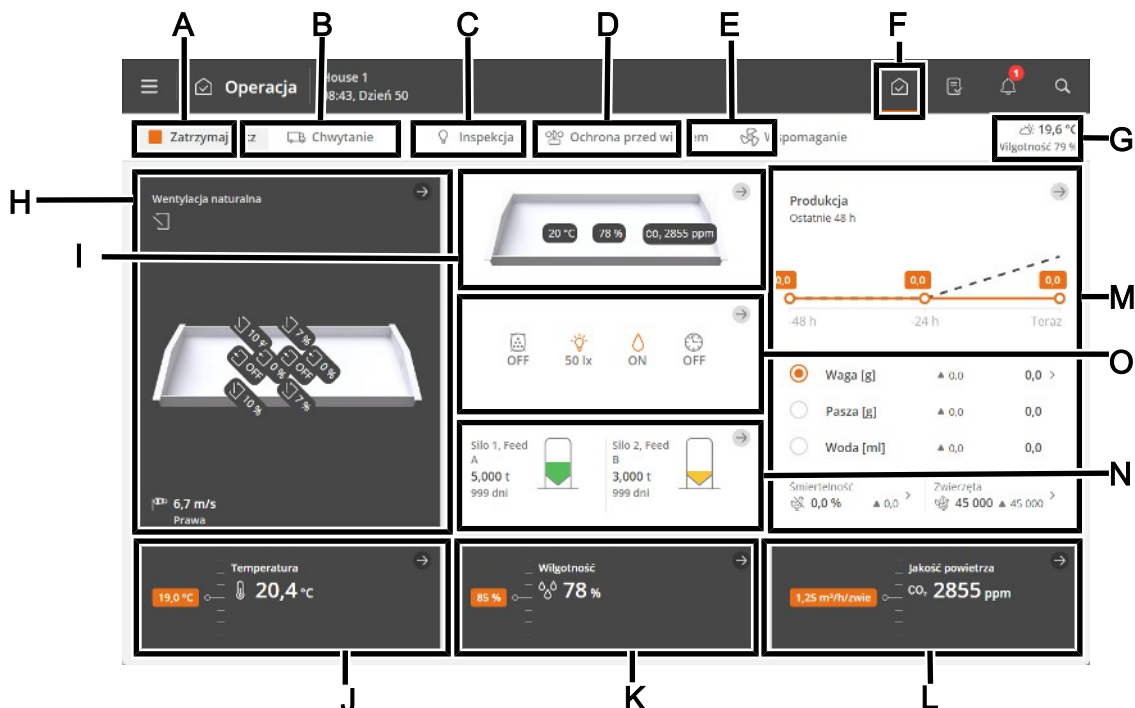 A B C D E F
Operacja
House 1
08:43, Dzień 50
1
Zatrzymaj cz Chwytanie Inspekcja Ochrona przed wi em Wspomaganie
19,6 °C
Wilgotność 79 %
G
H
Wentylacja naturalna
10 % 7 %
OFF 0 % OFF 0 %
10 % 7 %
6,7 m/s
Prawa
I
20 °C 78 % CO₂ 2855 ppm
OFF 50 lx ON OFF
Silo 1, Feed
A
5,000 t
999 dni
Silo 2, Feed
B
3,000 t
999 dni
Produkcja
Ostatnie 48 h
0,0 0,0 0,0
-48 h -24 h Teraz
M
O
Waga [g] ▲ 0,0 0,0 >
Pasza [g] ▲ 0,0 0,0
Woda [ml] ▲ 0,0 0,0
N
Śmiertelność
0,0 % ▲ 0,0 >
Zwierzęta
45 000 ▲ 45 000 >
Temperatura
19,0 °C 20,4 °C
Wilgotność
85 % 78 %
Jakość powietrza
1,25 m³/h/zwie CO₂ 2855 ppm
J K L